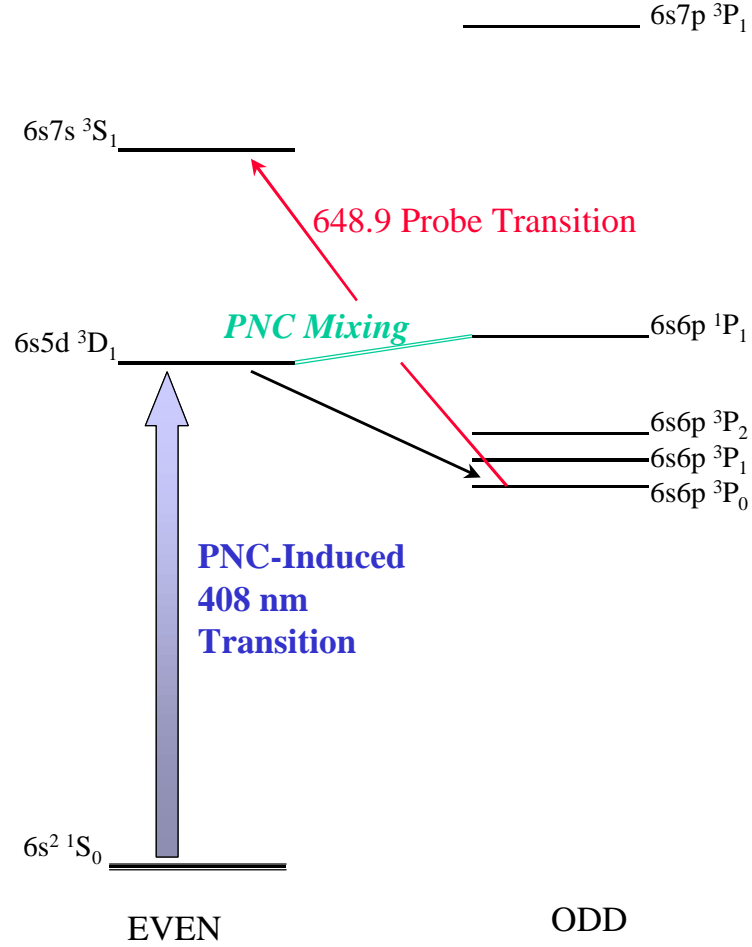 6s7p ³P₁
6s7s ³S₁
648.9 Probe Transition
PNC Mixing
6s6p ¹P₁
6s5d ³D₁
6s6p ³P₂
6s6p ³P₁
6s6p ³P₀
PNC-Induced
408 nm
Transition
6s² ¹S₀
EVEN
ODD